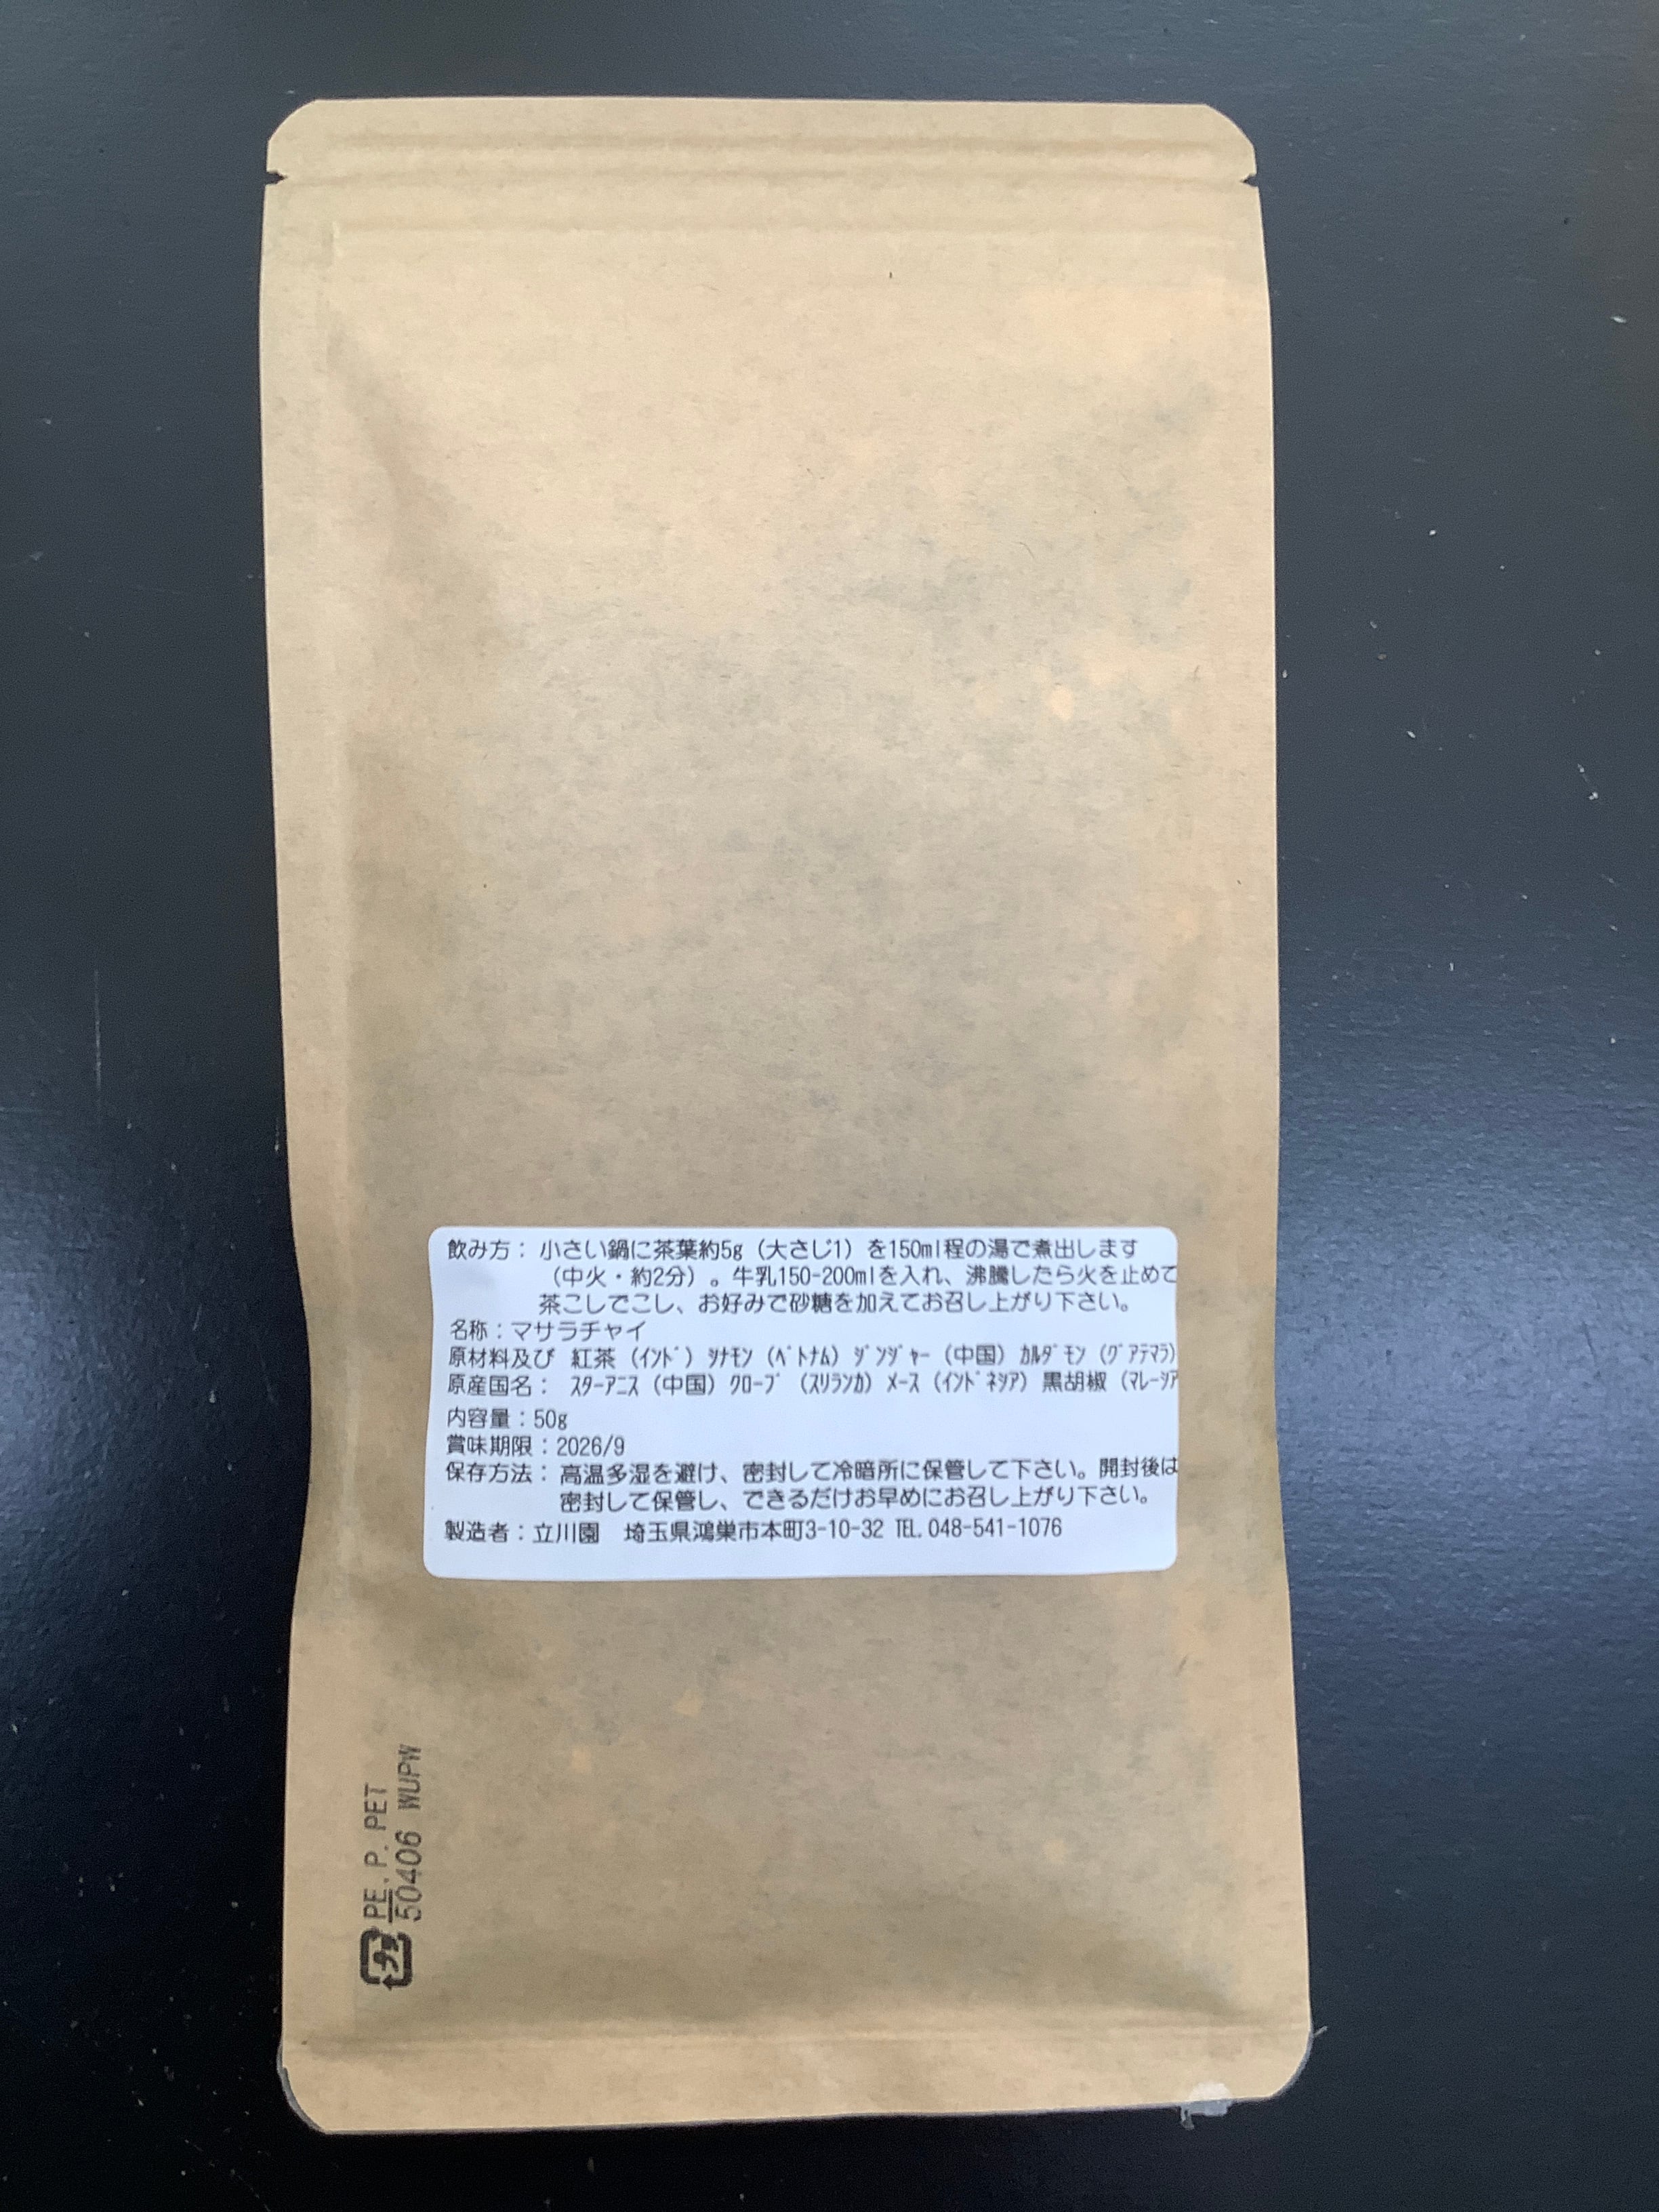 飲み方： 小さい鍋に茶葉約5g（大さじ1）を150ml程の湯で煮出します
（中火・約2分）。牛乳150-200mlを入れ、沸騰したら火を止めて
茶こしでこし、お好みで砂糖を加えてお召し上がり下さい。
名称：マサラチャイ
原材料及び 紅茶（ｲﾝﾄﾞ）ｼﾅﾓﾝ（ﾍﾞﾄﾅﾑ）ｼﾞﾝｼﾞｬｰ（中国）ｶﾙﾀﾞﾓﾝ（ｸﾞｱﾃﾏﾗ）
原産国名： ｽﾀｰｱﾆｽ（中国）ｸﾛｰﾌﾞ（ｽﾘﾗﾝｶ）ﾒｰｽ（ｲﾝﾄﾞﾈｼｱ）黒胡椒（ﾏﾚｰｼｱ
内容量：50g
賞味期限：2026/9
保存方法：高温多湿を避け、密封して冷暗所に保管して下さい。開封後は
密封して保管し、できるだけお早めにお召し上がり下さい。
製造者：立川園　埼玉県鴻巣市本町3-10-32 TEL.048-541-1076
プラ PE, P. PET
50406 WUPW